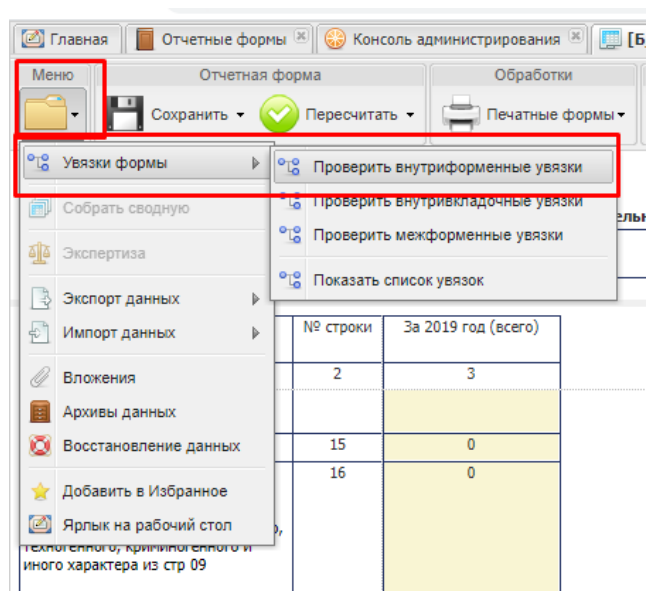 Главная
Отчетные формы
Консоль администрирования
[Б
Меню
Отчетная форма
Обработки
Сохранить
Пересчитать
Печатные формы
Увязки формы
Проверить внутриформенные увязки
Собрать сводную
Проверить внутривкладочные увязки
Экспертиза
Проверить межформенные увязки
Показать список увязок
Экспорт данных
Импорт данных
№ строки
За 2019 год (всего)
Вложения
2
3
Архивы данных
Восстановление данных
15
0
16
0
Добавить в Избранное
Ярлык на рабочий стол
техногенного, криминогенного и
иного характера из стр 09